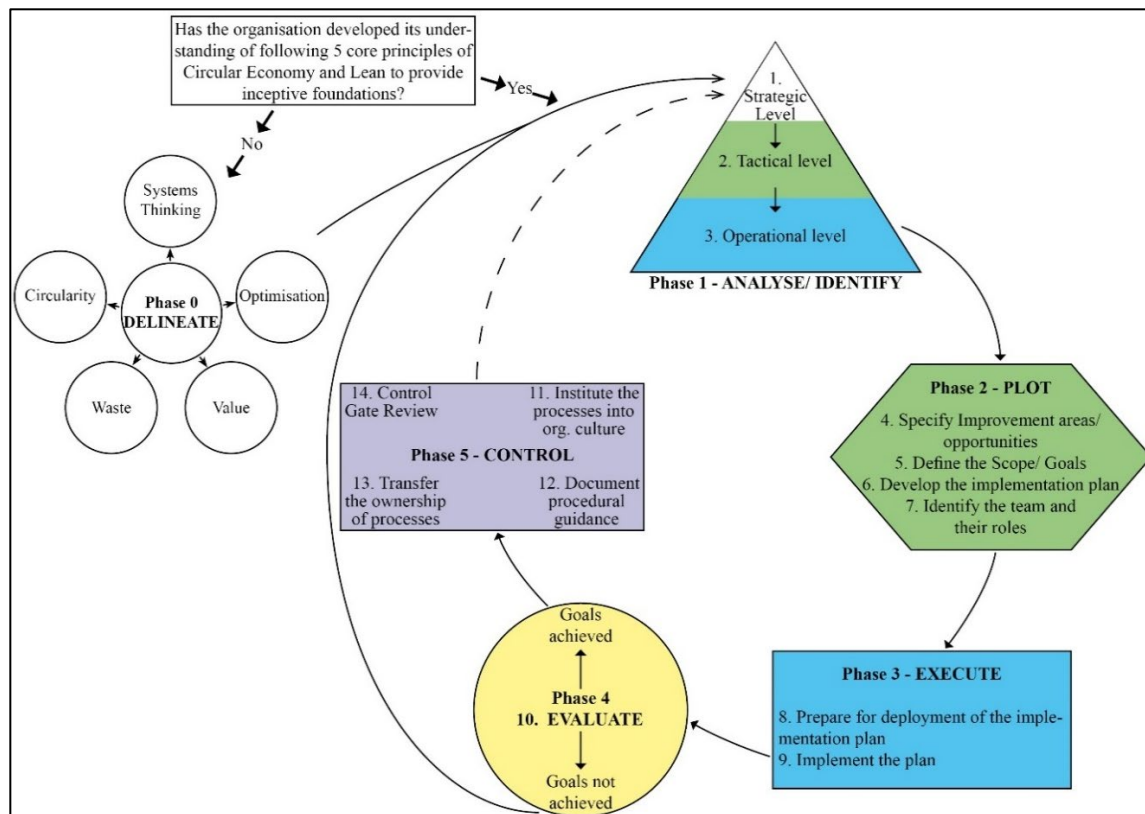 Has the organisation developed its under-
standing of following 5 core principles of
Circular Economy and Lean to provide
inceptive foundations?
Yes
No
Systems
Thinking
Circularity
Phase 0
DELINEATE
Optimisation
Waste
Value
1.
Strategic
Level
2. Tactical level
3. Operational level
Phase 1 - ANALYSE/ IDENTIFY
Phase 2 - PLOT
4. Specify Improvement areas/
opportunities
5. Define the Scope/ Goals
6. Develop the implementation plan
7. Identify the team and
their roles
Phase 3 - EXECUTE
8. Prepare for deployment of the imple-
mentation plan
9. Implement the plan
Goals
achieved
Phase 4
10. EVALUATE
Goals not
achieved
14. Control
Gate Review
11. Institute the
processes into
org. culture
Phase 5 - CONTROL
13. Transfer
the ownership
of processes
12. Document
procedural
guidance